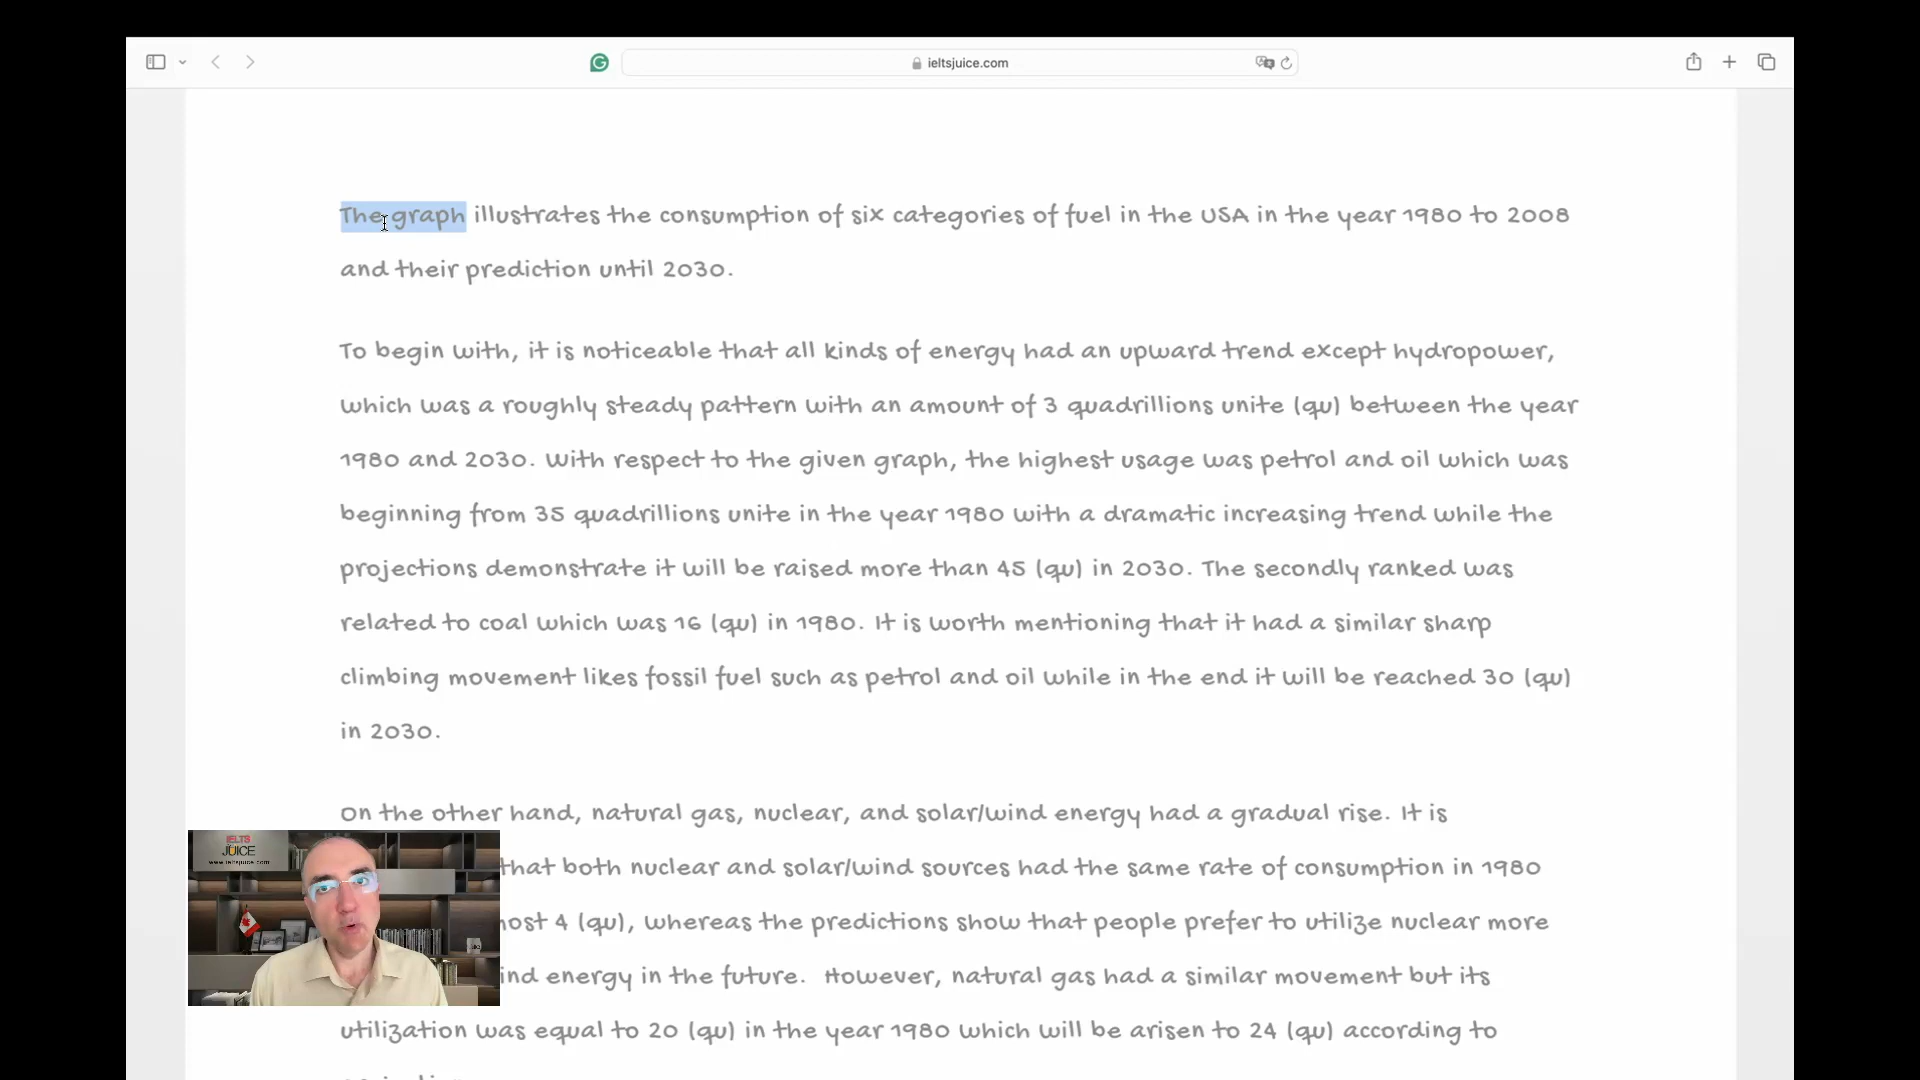 ieltsjuice.com
The graph illustrates the consumption of six categories of fuel in the USA in the year 1980 to 2008
and their prediction until 2030.
To begin with, it is noticeable that all kinds of energy had an upward trend except hydropower,
which was a roughly steady pattern with an amount of 3 quadrillions unite (qu) between the year
1980 and 2030. With respect to the given graph, the highest usage was petrol and oil which was
beginning from 35 quadrillions unite in the year 1980 with a dramatic increasing trend while the
projections demonstrate it will be raised more than 45 (qu) in 2030. The secondly ranked was
related to coal which was 16 (qu) in 1980. It is worth mentioning that it had a similar sharp
climbing movement likes fossil fuel such as petrol and oil while in the end it will be reached 30 (qu)
in 2030.
On the other hand, natural gas, nuclear, and solar/wind energy had a gradual rise. It is
that both nuclear and solar/wind sources had the same rate of consumption in 1980
4 (qu), whereas the predictions show that people prefer to utilize nuclear more
energy in the future. However, natural gas had a similar movement but its
utilization was equal to 20 (qu) in the year 1980 which will be arisen to 24 (qu) according to
IELTS
JUICE
www.ieltsjuice.com